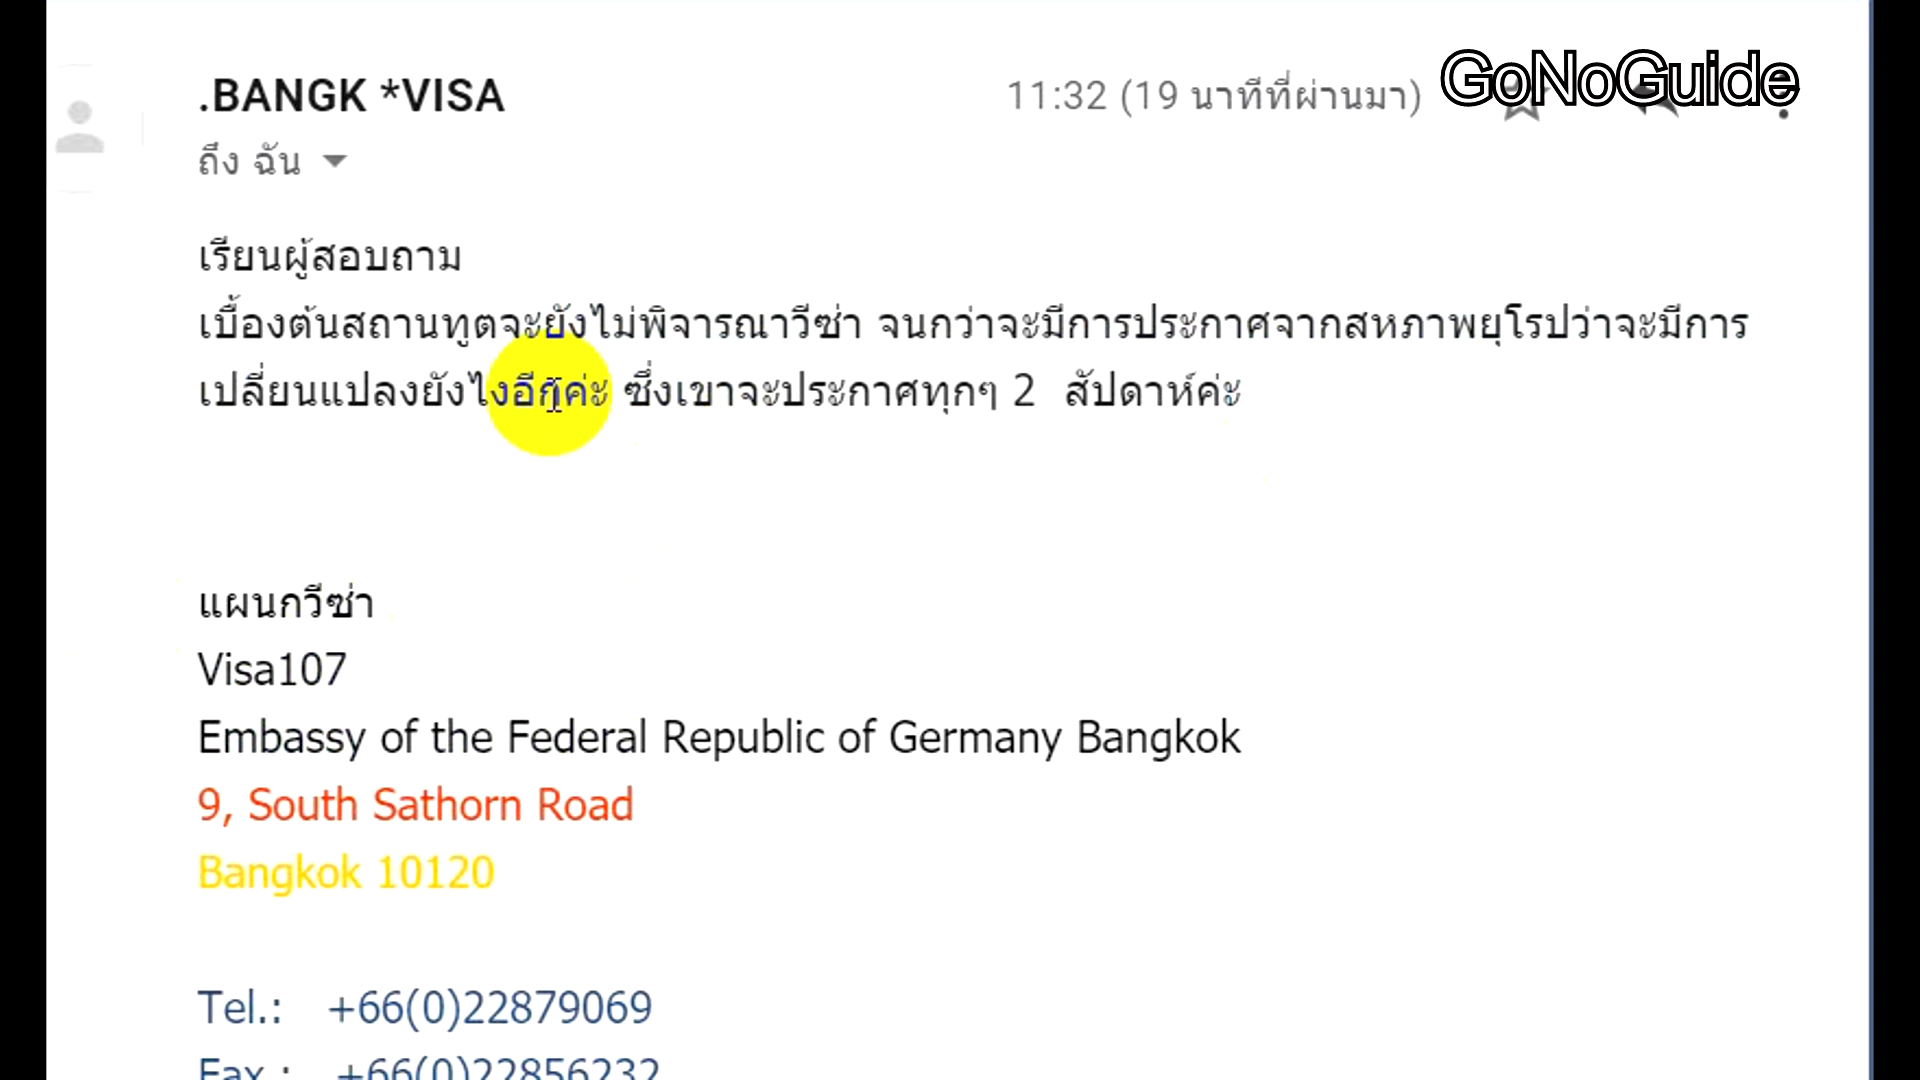 .BANGK *VISA
11:32 (19 นาทีที่ผ่านมา)
GoNoGuide
ถึง ฉัน
เรียนผู้สอบถาม
เบื้องต้นสถานทูตจะยังไม่พิจารณาวีซ่า จนกว่าจะมีการประกาศจากสหภาพยุโรปว่าจะมีการ
เปลี่ยนแปลงยังไงอีกค่ะ ซึ่งเขาจะประกาศทุกๆ 2 สัปดาห์ค่ะ
แผนกวีซ่า
Visa107
Embassy of the Federal Republic of Germany Bangkok
9, South Sathorn Road
Bangkok 10120
Tel.: +66(0)22879069
Fax : +66(0)22856232